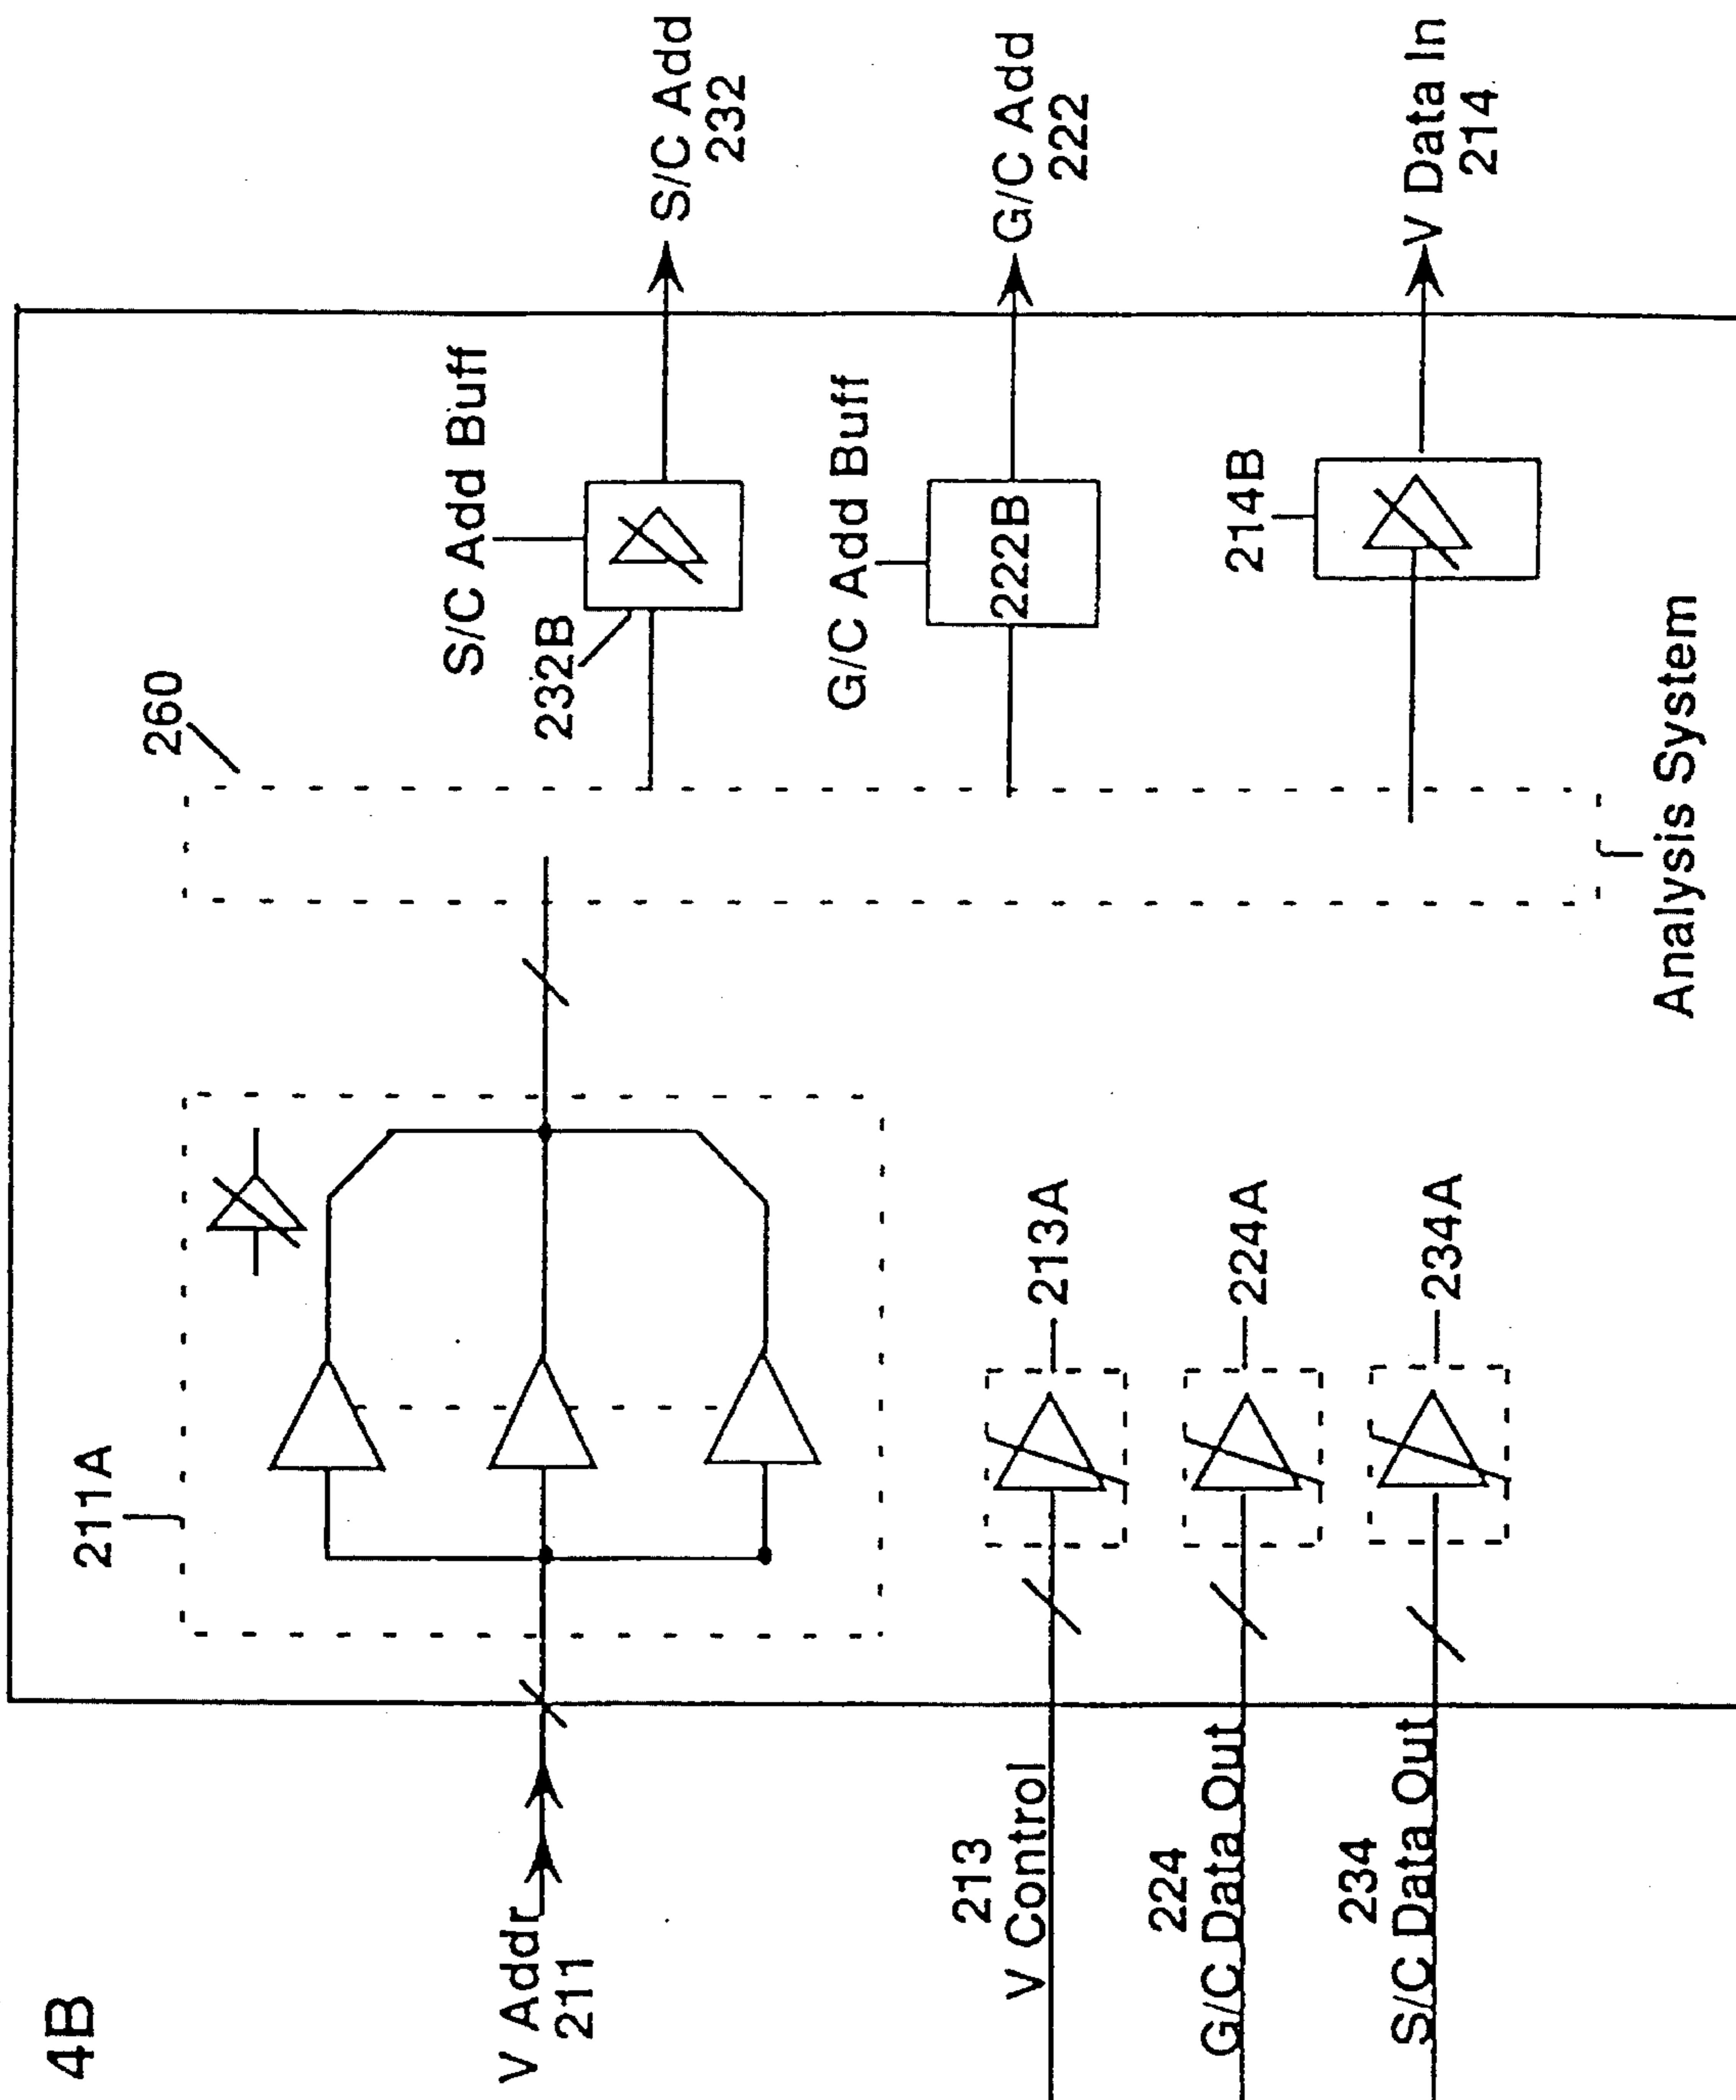 4B
V Addr
211
211A
260
S/C Add Buff
232B
S/C Add
232
G/C Add Buff
222B
G/C Add
222
214B
V Data In
214
213
V Control
213A
224
G/C Data Out
224A
234
S/C Data Out
234A
Analysis System